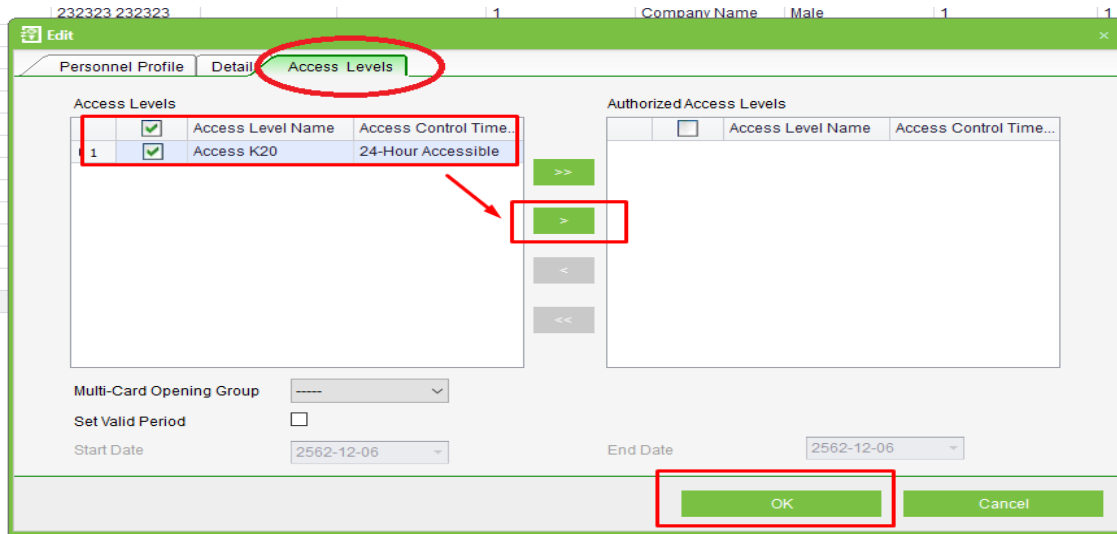 232323 232323 1 Company Name Male 1 1
Edit
Personnel Profile Detail Access Levels
Access Levels Authorized Access Levels
Access Level Name Access Control Time... Access Level Name Access Control Time...
1 Access K20 24-Hour Accessible
>>
>
<
<<
Multi-Card Opening Group -----
Set Valid Period
Start Date 2562-12-06 End Date 2562-12-06
OK Cancel